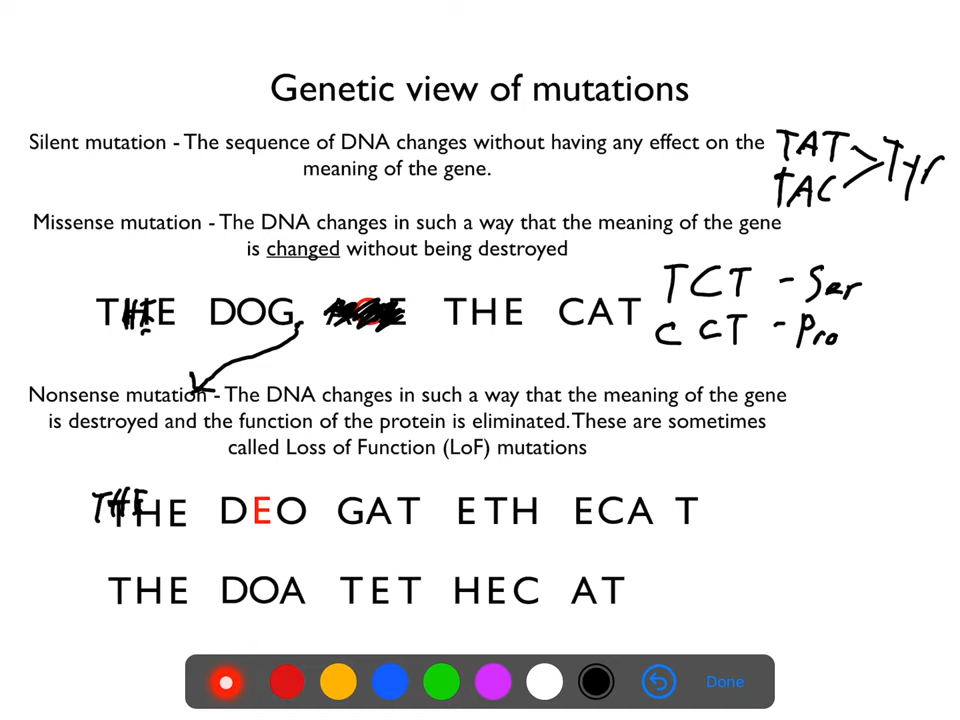 Genetic view of mutations
Silent mutation - The sequence of DNA changes without having any effect on the
meaning of the gene.
TAT
TAC
> Tyr
Missense mutation - The DNA changes in such a way that the meaning of the gene
is changed without being destroyed
THE DOG THE CAT
TCT - Ser
CCT - Pro
Nonsense mutation - The DNA changes in such a way that the meaning of the gene
is destroyed and the function of the protein is eliminated. These are sometimes
called Loss of Function (LoF) mutations
THE
THE DEO GAT ETH ECA T
THE DOA TET HEC AT
Done